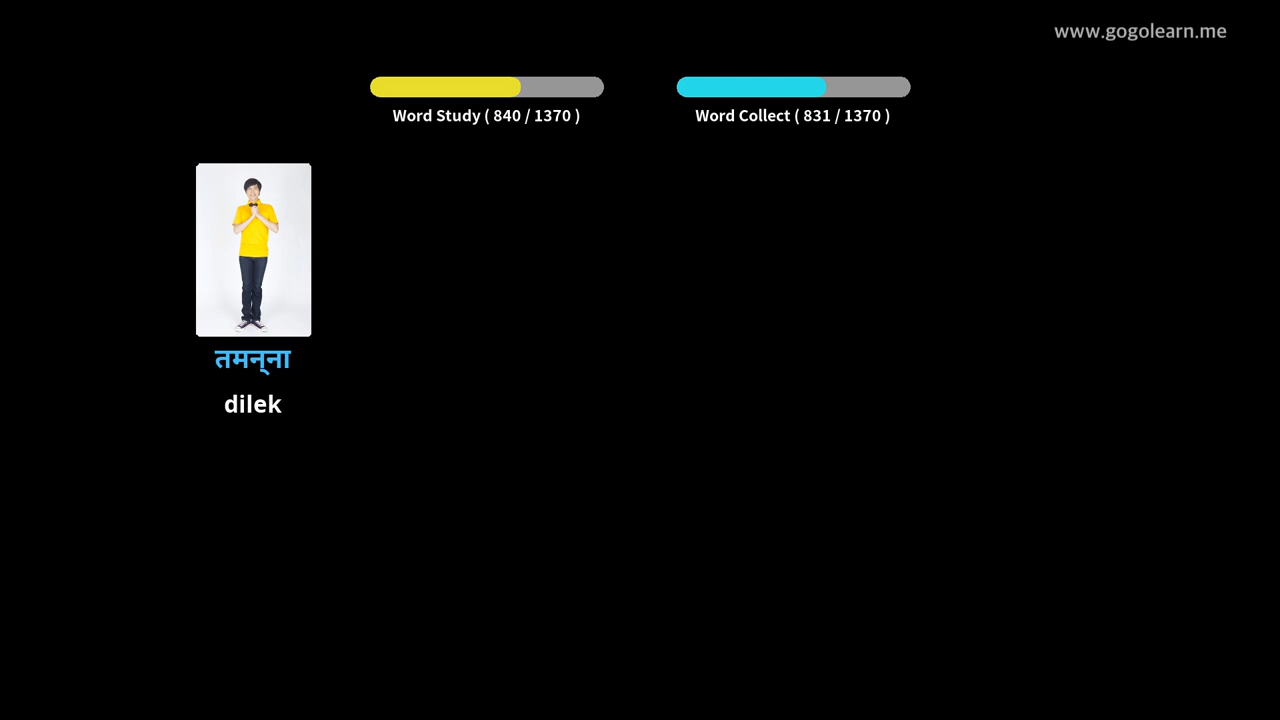 www.gogolearn.me
Word Study ( 840 / 1370 )
Word Collect ( 831 / 1370 )
तमन्ना
dilek